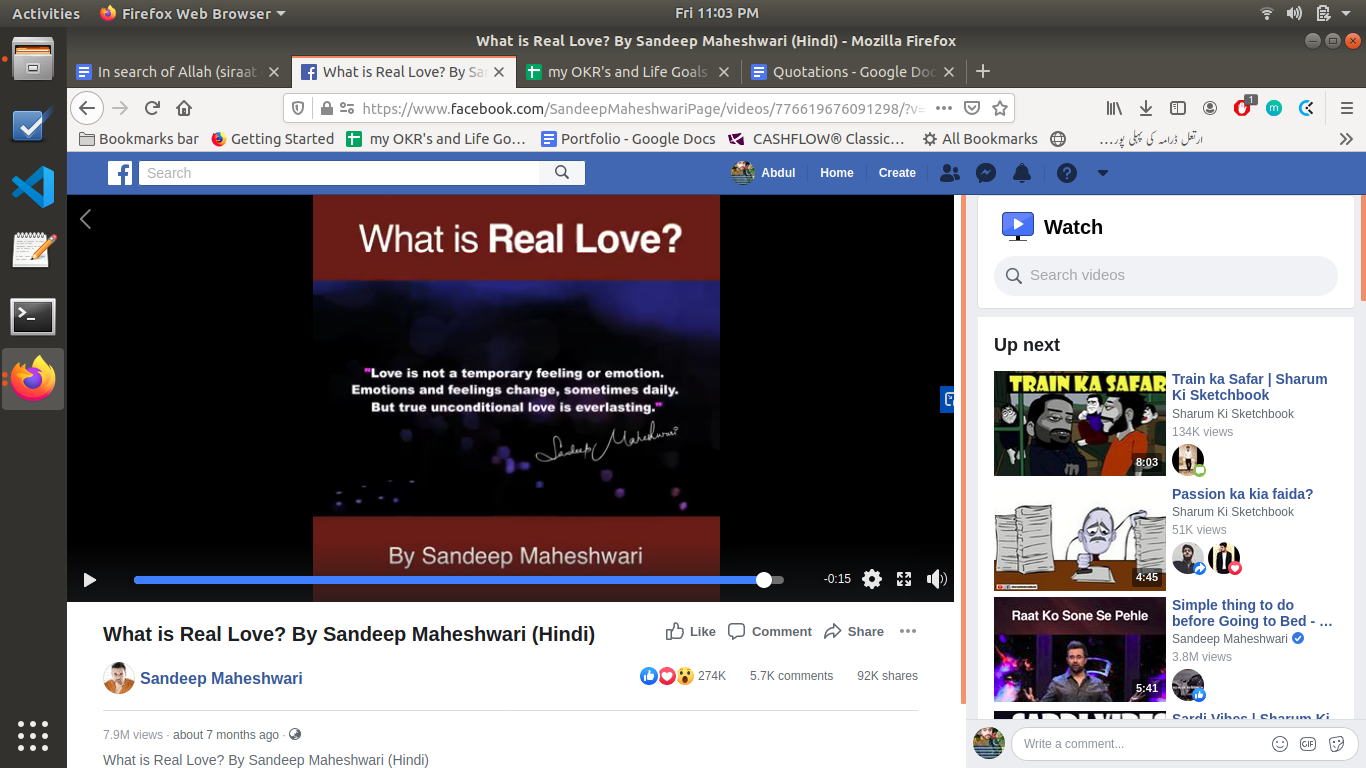 Activities
Firefox Web Browser
Fri 11:03 PM
What is Real Love? By Sandeep Maheshwari (Hindi) - Mozilla Firefox
In search of Allah (siraat
What is Real Love? By Sa
my OKR's and Life Goals
Quotations - Google Doc
https://www.facebook.com/SandeepMaheshwariPage/videos/776619676091298/?v=
1
m
Bookmarks bar
Getting Started
my OKR's and Life Go…
Portfolio - Google Docs
CASHFLOW® Classic…
All Bookmarks
ارتغل ڈرامہ کی پہلی پور…
Search
Abdul
Home
Create
What is Real Love?
"Love is not a temporary feeling or emotion.
Emotions and feelings change, sometimes daily.
But true unconditional love is everlasting."
Sandeep Maheshwari
By Sandeep Maheshwari
-0:15
What is Real Love? By Sandeep Maheshwari (Hindi)
Like
Comment
Share
Sandeep Maheshwari
274K
5.7K comments
92K shares
7.9M views · about 7 months ago ·
What is Real Love? By Sandeep Maheshwari (Hindi)
Watch
Search videos
Up next
TRAIN KA SAFAR
8:03
Train ka Safar | Sharum
Ki Sketchbook
Sharum Ki Sketchbook
134K views
4:45
Passion ka kia faida?
Sharum Ki Sketchbook
51K views
Raat Ko Sone Se Pehle
5:41
Simple thing to do
before Going to Bed - …
Sandeep Maheshwari
3.8M views
Sardi Vibes | Sharum Ki
Write a comment...
GIF